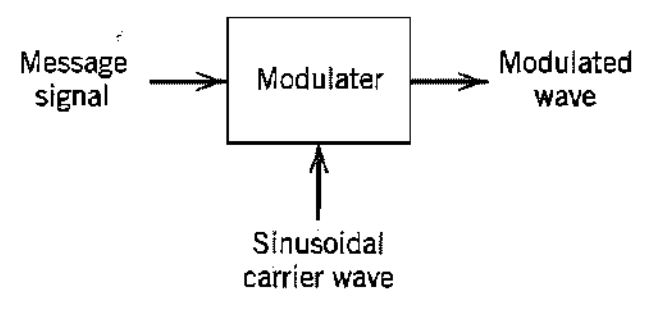 Message
signal
Modulater
Modulated
wave
Sinusoidal
carrier wave